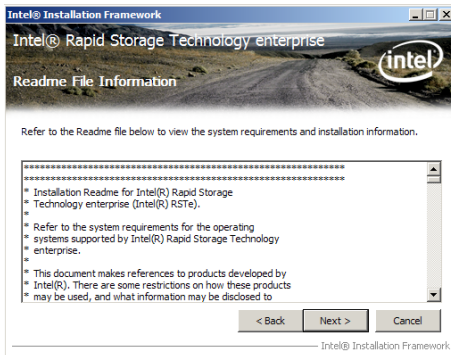 Intel® Installation Framework
Intel® Rapid Storage Technology enterprise
intel
Readme File Information
Refer to the Readme file below to view the system requirements and installation information.
************************************************************
************************************************************
* Installation Readme for Intel(R) Rapid Storage
* Technology enterprise (Intel(R) RSTe).
*
* Refer to the system requirements for the operating
* systems supported by Intel(R) Rapid Storage Technology
* enterprise.
*
* This document makes references to products developed by
* Intel(R). There are some restrictions on how these products
* may be used, and what information may be disclosed to
< Back Next > Cancel
Intel® Installation Framework